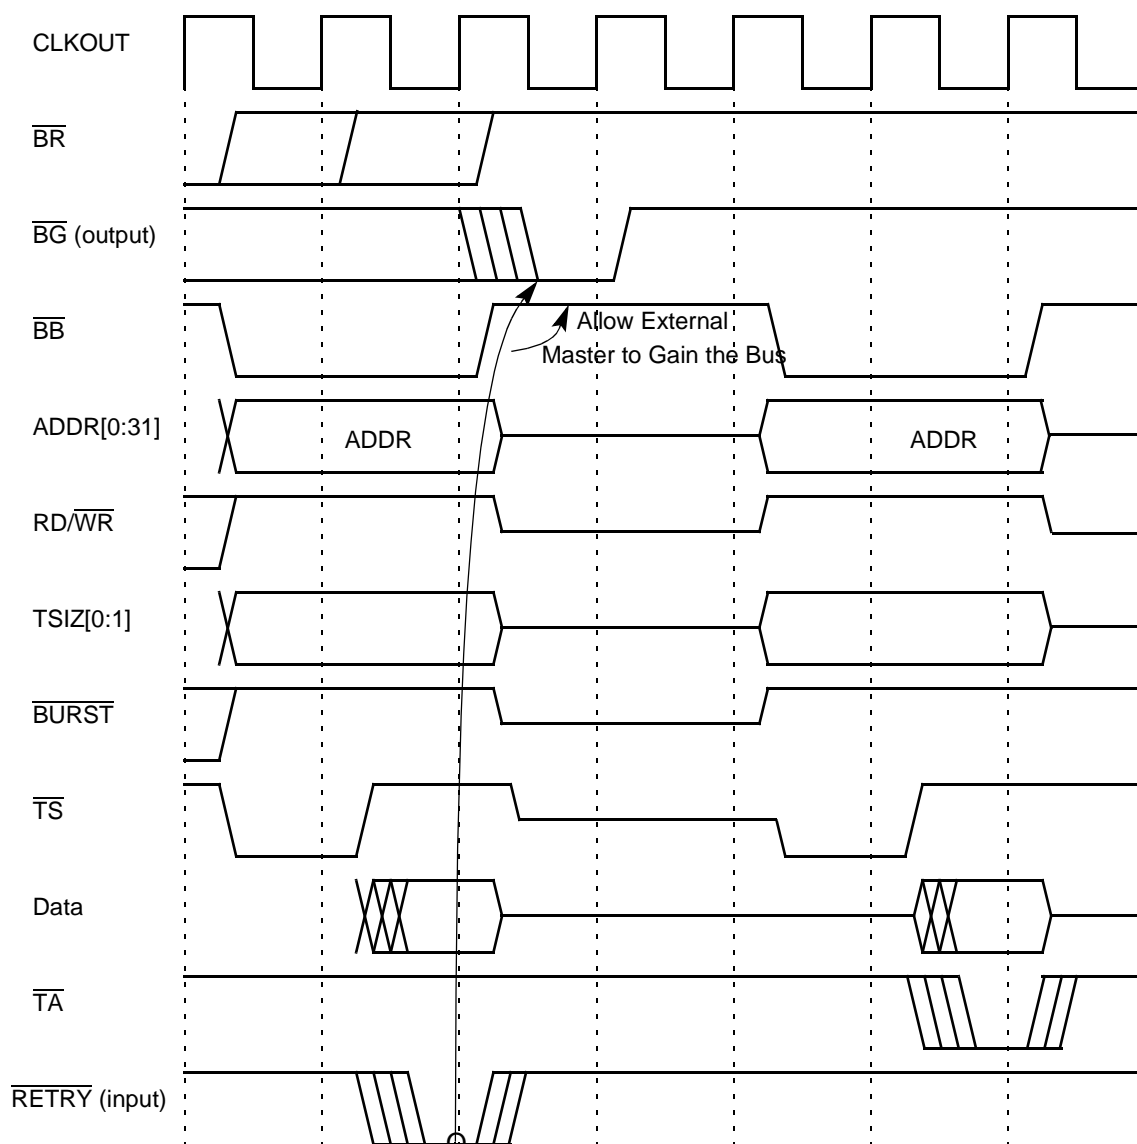 CLKOUT
BR
BG (output)
BB
Allow External
Master to Gain the Bus
ADDR[0:31]
ADDR
ADDR
RD/WR
TSIZ[0:1]
BURST
TS
Data
TA
RETRY (input)